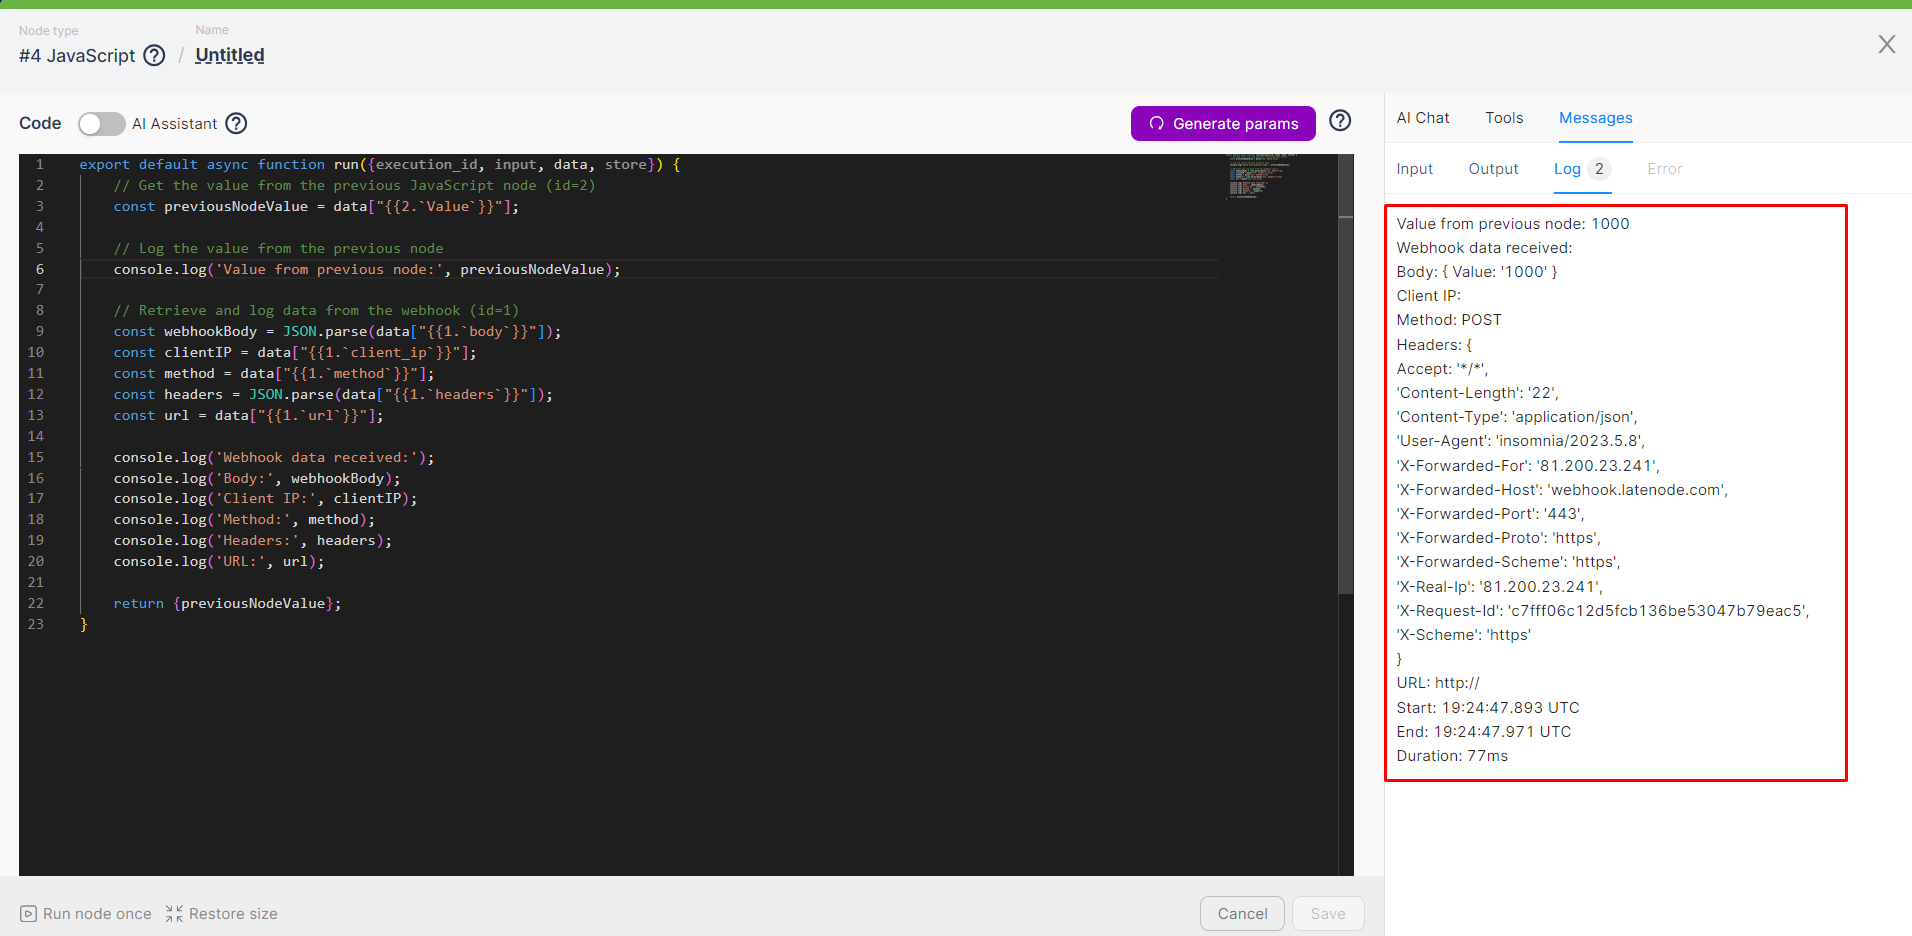 Node type
Name
#4 JavaScript ? / Untitled
X
Code AI Assistant ?
Generate params ?
1 export default async function run({execution_id, input, data, store}) {
2 // Get the value from the previous JavaScript node (id=2)
3 const previousNodeValue = data["{{2.`Value`}}"];
4
5 // Log the value from the previous node
6 console.log('Value from previous node:', previousNodeValue);
7
8 // Retrieve and log data from the webhook (id=1)
9 const webhookBody = JSON.parse(data["{{1.`body`}}"]);
10 const clientIP = data["{{1.`client_ip`}}"];
11 const method = data["{{1.`method`}}"];
12 const headers = JSON.parse(data["{{1.`headers`}}"]);
13 const url = data["{{1.`url`}}"];
14
15 console.log('Webhook data received:');
16 console.log('Body:', webhookBody);
17 console.log('Client IP:', clientIP);
18 console.log('Method:', method);
19 console.log('Headers:', headers);
20 console.log('URL:', url);
21
22 return {previousNodeValue};
23 }
Run node once Restore size
Cancel Save
AI Chat Tools Messages
Input Output Log 2 Error
Value from previous node: 1000
Webhook data received:
Body: { Value: '1000' }
Client IP:
Method: POST
Headers: {
Accept: '*/*',
'Content-Length': '22',
'Content-Type': 'application/json',
'User-Agent': 'insomnia/2023.5.8',
'X-Forwarded-For': '81.200.23.241',
'X-Forwarded-Host': 'webhook.latenode.com',
'X-Forwarded-Port': '443',
'X-Forwarded-Proto': 'https',
'X-Forwarded-Scheme': 'https',
'X-Real-Ip': '81.200.23.241',
'X-Request-Id': 'c7fff06c12d5fcb136be53047b79eac5',
'X-Scheme': 'https'
}
URL: http://
Start: 19:24:47.893 UTC
End: 19:24:47.971 UTC
Duration: 77ms